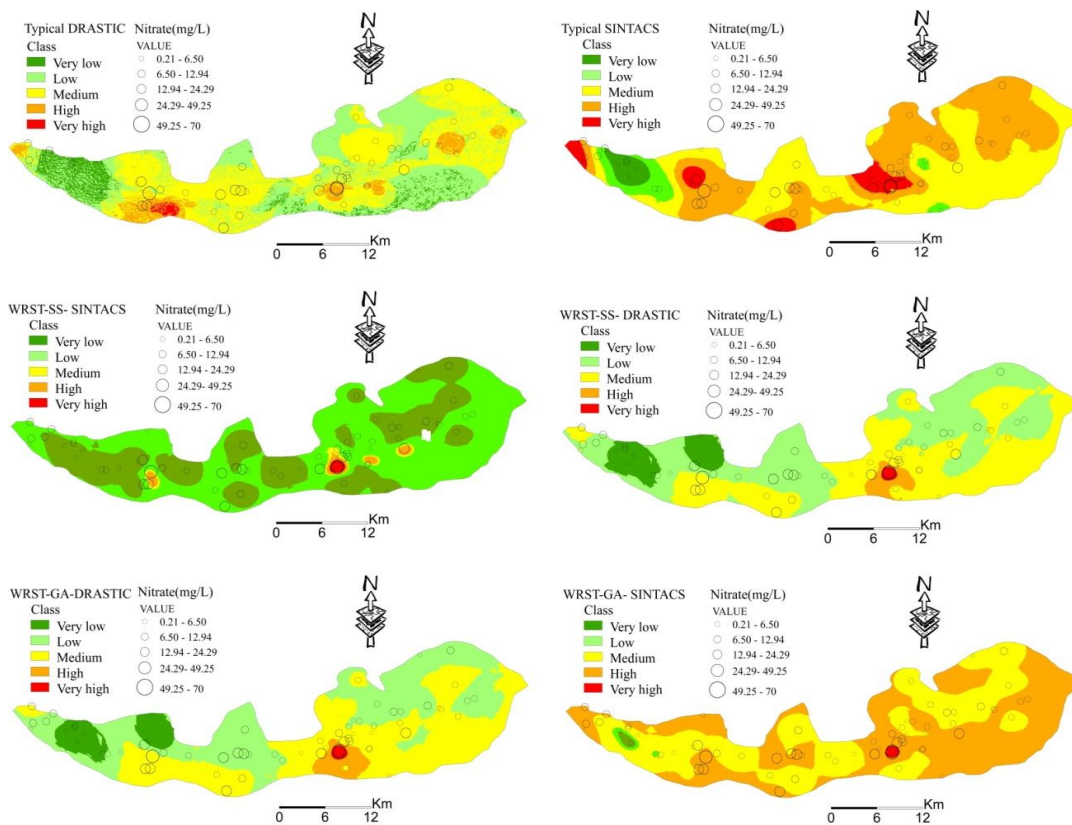 Typical DRASTIC
Class
Very low
Low
Medium
High
Very high
Nitrate(mg/L)
VALUE
0.21 - 6.50
6.50 - 12.94
12.94 - 24.29
24.29 - 49.25
49.25 - 70
N
Km
0 6 12
Typical SINTACS
Class
Very low
Low
Medium
High
Very high
Nitrate(mg/L)
VALUE
0.21 - 6.50
6.50 - 12.94
12.94 - 24.29
24.29 - 49.25
49.25 - 70
N
Km
0 6 12
WRST-SS- SINTACS
Class
Very low
Low
Medium
High
Very high
Nitrate(mg/L)
VALUE
0.21 - 6.50
6.50 - 12.94
12.94 - 24.29
24.29- 49.25
49.25 - 70
N
Km
0 6 12
WRST-SS- DRASTIC
Class
Very low
Low
Medium
High
Very high
Nitrate(mg/L)
VALUE
0.21 - 6.50
6.50 - 12.94
12.94 - 24.29
24.29- 49.25
49.25 - 70
N
Km
0 6 12
WRST-GA-DRASTIC
Class
Very low
Low
Medium
High
Very high
Nitrate(mg/L)
VALUE
0.21 - 6.50
6.50 - 12.94
12.94 - 24.29
24.29- 49.25
49.25 - 70
N
Km
0 6 12
WRST-GA- SINTACS
Class
Very low
Low
Medium
High
Very high
Nitrate(mg/L)
VALUE
0.21 - 6.50
6.50 - 12.94
12.94 - 24.29
24.29- 49.25
49.25 - 70
N
Km
0 6 12